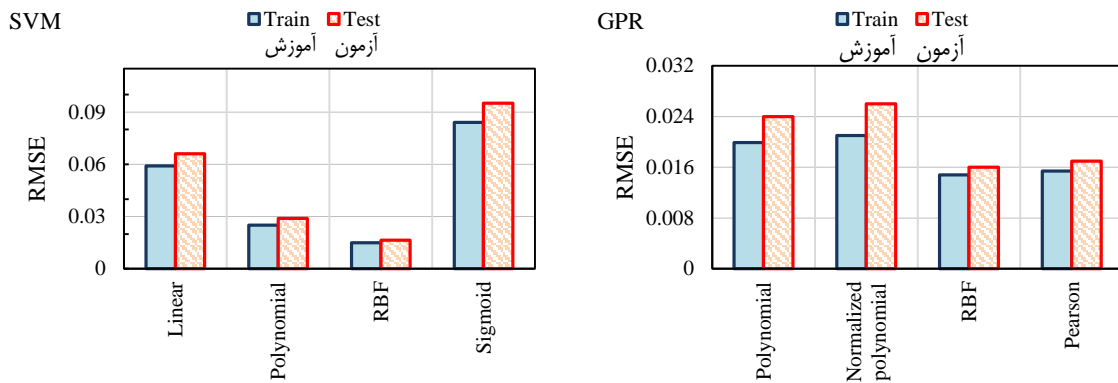 SVM
Train Test
آموزش آزمون
RMSE
0.09
0.06
0.03
0
Linear
Polynomial
RBF
Sigmoid
GPR
Train Test
آموزش آزمون
RMSE
0.032
0.024
0.016
0.008
0
Polynomial
Normalized
polynomial
RBF
Pearson